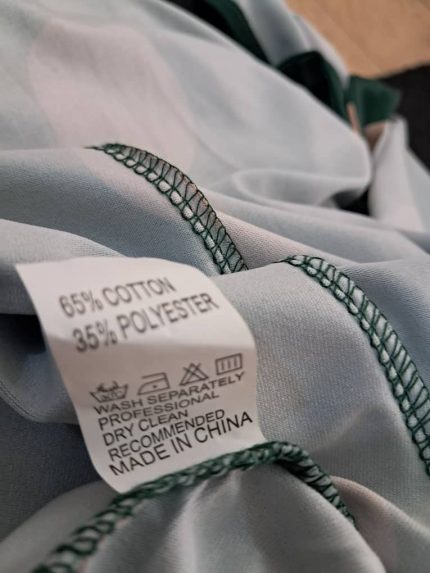 65% COTTON
35% POLYESTER
WASH SEPARATELY
PROFESSIONAL
DRY CLEAN
RECOMMENDED
MADE IN CHINA